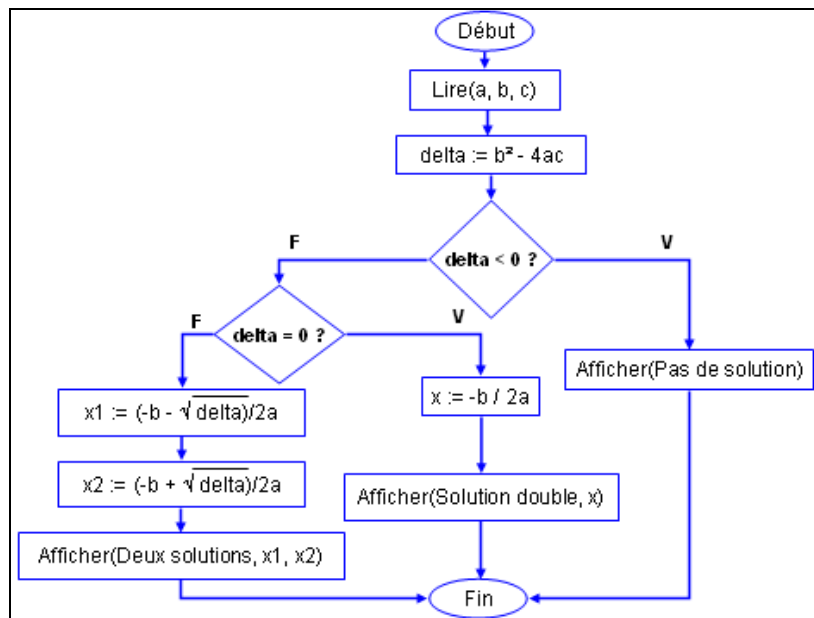 Début
Lire(a, b, c)
delta := b² - 4ac
F
V
delta < 0 ?
F
V
delta = 0 ?
Afficher(Pas de solution)
x1 := (-b - √delta)/2a
x := -b / 2a
x2 := (-b + √delta)/2a
Afficher(Solution double, x)
Afficher(Deux solutions, x1, x2)
Fin